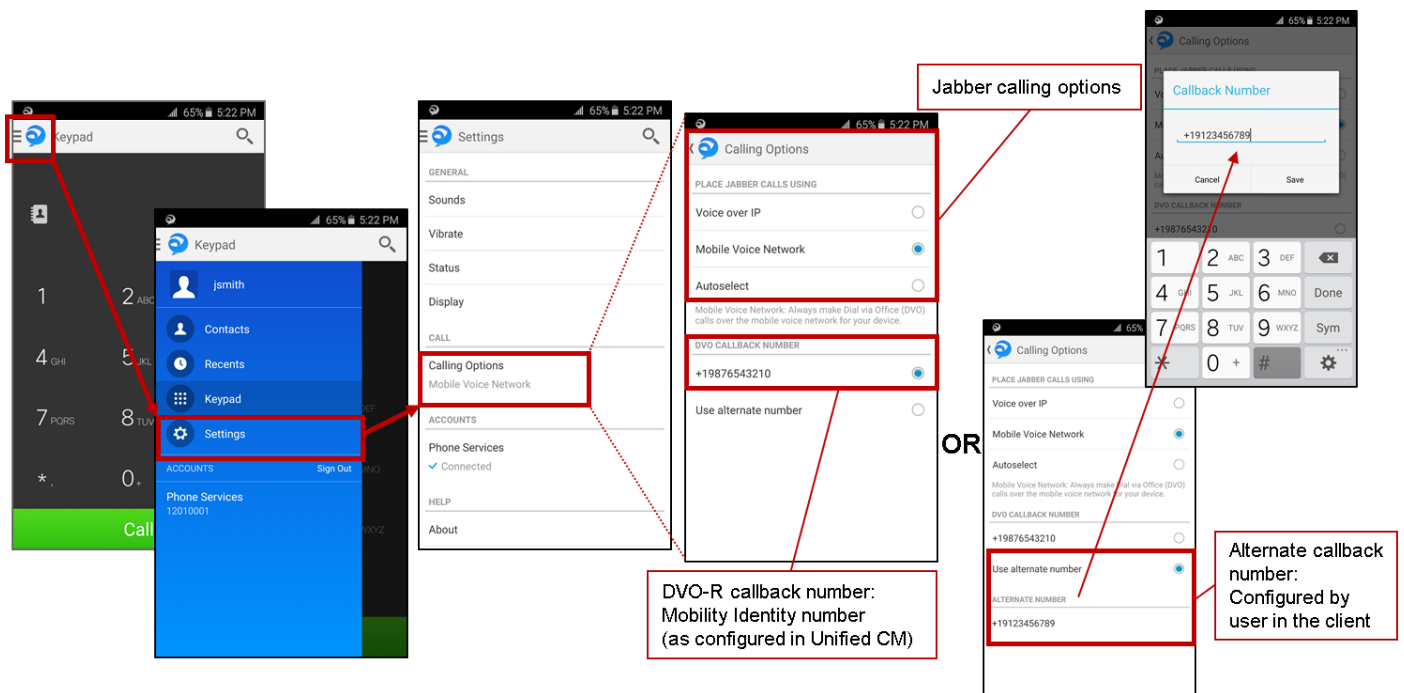 65% 5:22 PM
Keypad
1
2 ABC
4 GHI
5 JKL
7 PQRS
8 TUV
* ,
0 +
Call
65% 5:22 PM
Keypad
jsmith
Contacts
Recents
Keypad
Settings
ACCOUNTS Sign Out
Phone Services
12010001
DEF
MNO
WXYZ
65% 5:22 PM
Settings
GENERAL
Sounds
Vibrate
Status
Display
CALL
Calling Options
Mobile Voice Network
ACCOUNTS
Phone Services
Connected
HELP
About
65% 5:22 PM
Calling Options
PLACE JABBER CALLS USING
Voice over IP
Mobile Voice Network
Autoselect
Mobile Voice Network: Always make Dial via Office (DVO)
calls over the mobile voice network for your device.
DVO CALLBACK NUMBER
+19876543210
Use alternate number
Jabber calling options
DVO-R callback number:
Mobility Identity number
(as configured in Unified CM)
OR
65%
Calling Options
PLACE JABBER CALLS USING
Voice over IP
Mobile Voice Network
Autoselect
Mobile Voice Network: Always make Dial via Office (DVO)
calls over the mobile voice network for your device.
DVO CALLBACK NUMBER
+19876543210
Use alternate number
ALTERNATE NUMBER
+19123456789
65% 5:22 PM
Calling Options
PLACE JABBER CALLS USING
Callback Number
+19123456789
Cancel Save
DVO CALLBACK NUMBER
+19876543210
1 2 ABC 3 DEF
4 GHI 5 JKL 6 MNO Done
7 PQRS 8 TUV 9 WXYZ Sym
* 0 + # ...
Alternate callback
number:
Configured by
user in the client